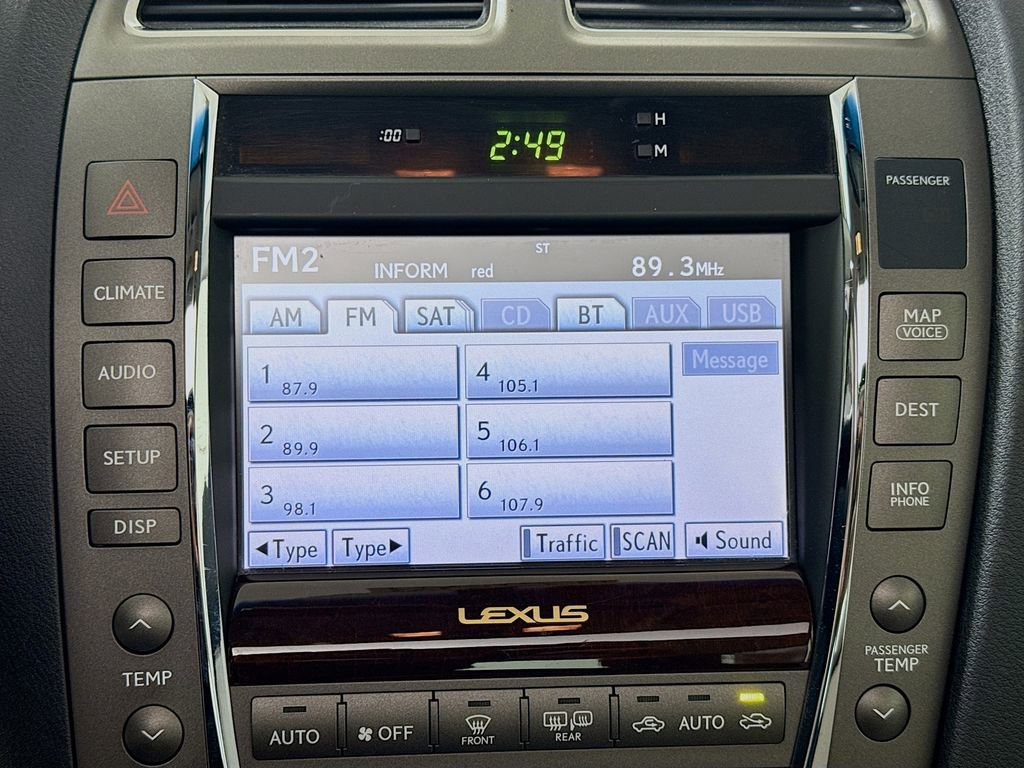 :00 2:49 H
M
PASSENGER
CLIMATE
AUDIO
SETUP
DISP
FM2 ST
INFORM red 89.3MHz
AM FM SAT CD BT AUX USB
1 87.9 4 105.1 Message
2 89.9 5 106.1
3 98.1 6 107.9
Type Type Traffic SCAN Sound
MAP
VOICE
DEST
INFO
PHONE
LEXUS
TEMP
PASSENGER
TEMP
AUTO OFF FRONT REAR AUTO